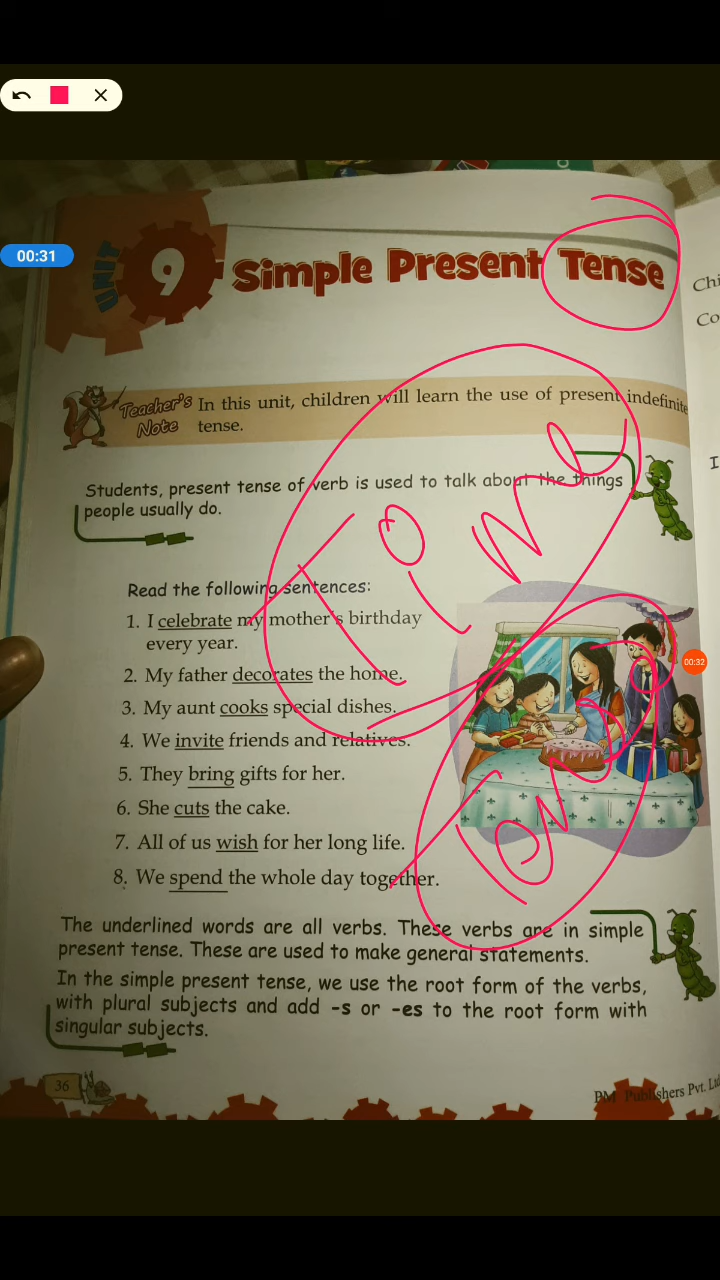 00:31
UNIT
9
Simple Present Tense
Teacher's Note
In this unit, children will learn the use of present indefinite
tense.
Students, present tense of verb is used to talk about the things
people usually do.
Time
Read the following sentences:
1. I celebrate my mother's birthday
every year.
2. My father decorates the home.
3. My aunt cooks special dishes.
4. We invite friends and relatives.
5. They bring gifts for her.
6. She cuts the cake.
7. All of us wish for her long life.
8. We spend the whole day together.
00:32
The underlined words are all verbs. These verbs are in simple
present tense. These are used to make general statements.
In the simple present tense, we use the root form of the verbs,
with plural subjects and add -s or -es to the root form with
singular subjects.
36
PM Publishers Pvt. Ltd
Chi
Co
I